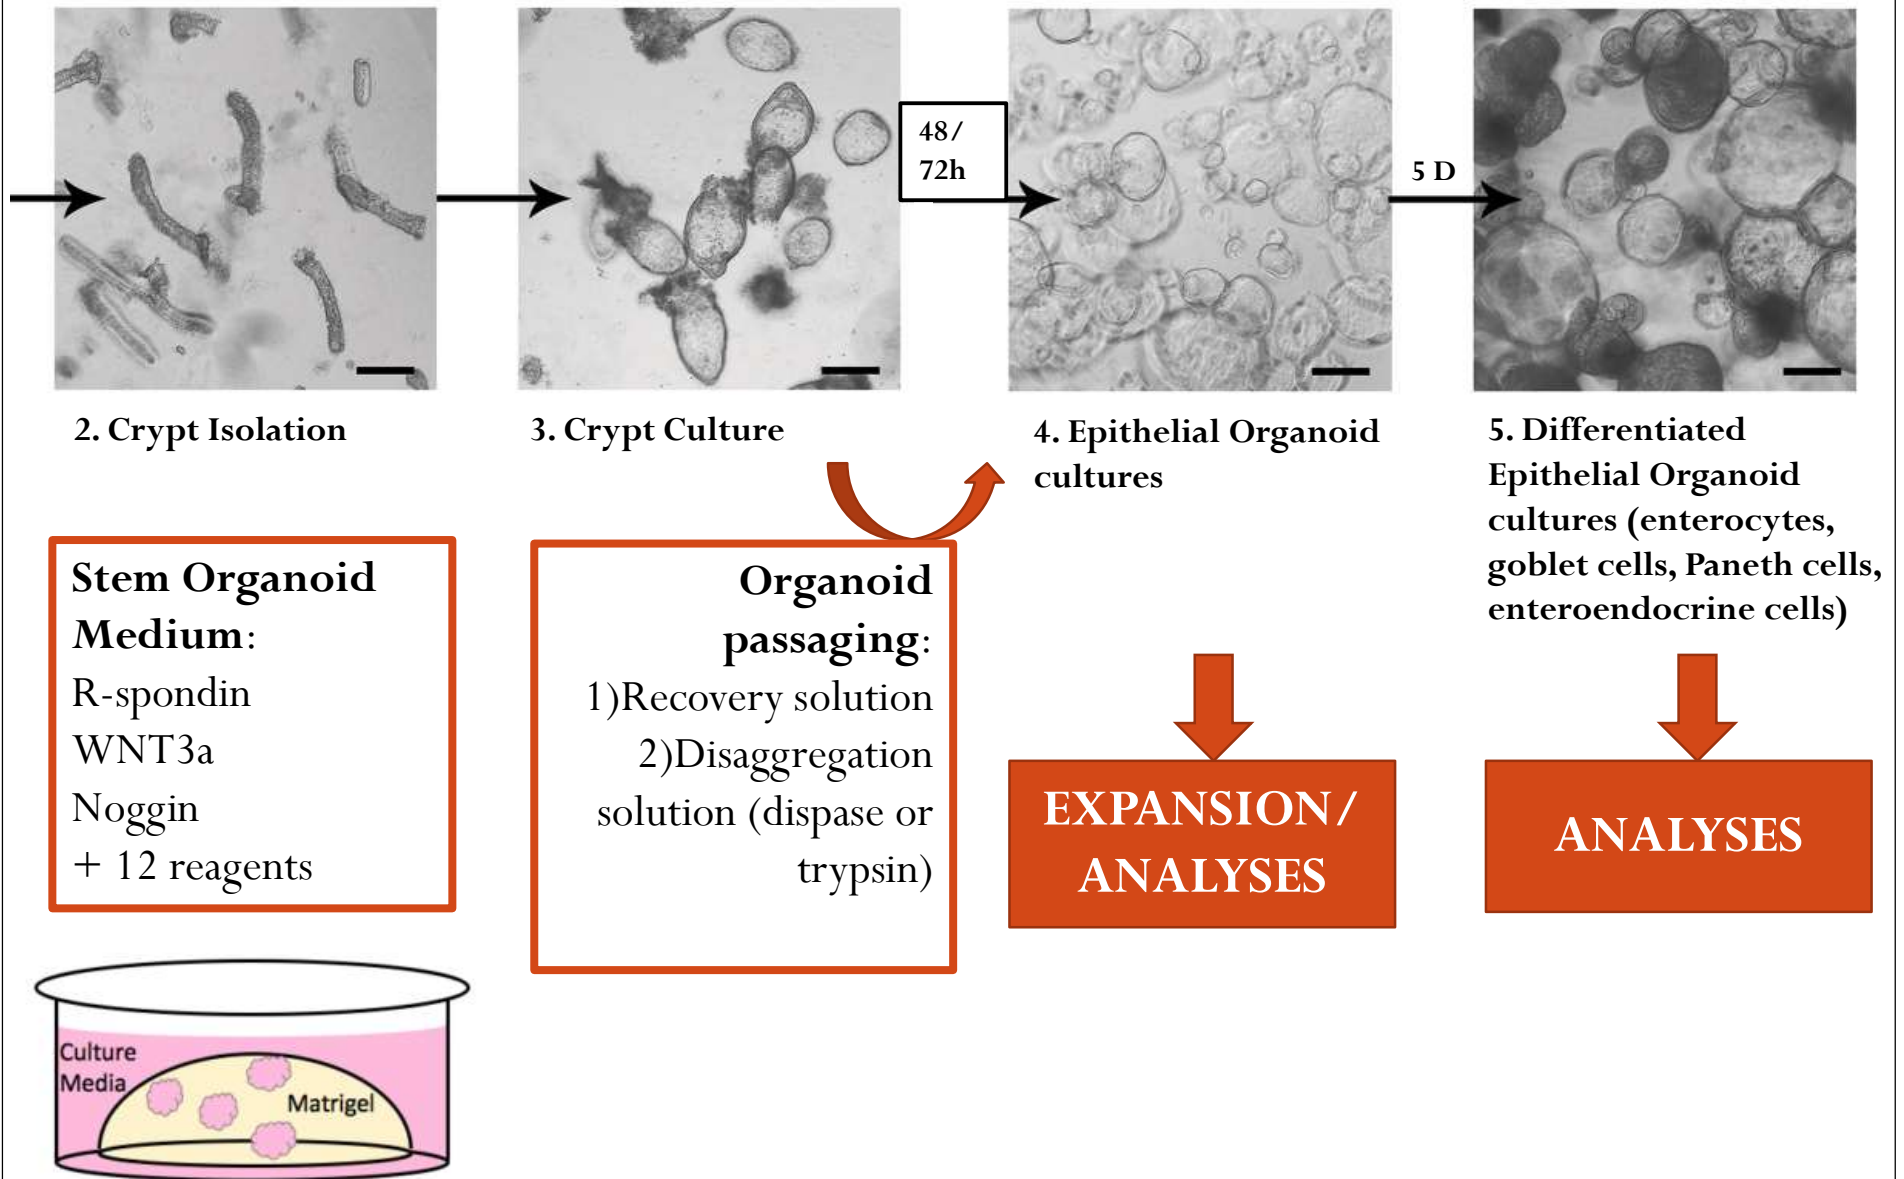 48/
72h
5 D
2. Crypt Isolation
3. Crypt Culture
4. Epithelial Organoid
cultures
5. Differentiated
Epithelial Organoid
cultures (enterocytes,
goblet cells, Paneth cells,
enteroendocrine cells)
Stem Organoid
Medium:
R-spondin
WNT3a
Noggin
+ 12 reagents
Organoid
passaging:
1)Recovery solution
2)Disaggregation
solution (dispase or
trypsin)
EXPANSION/
ANALYSES
ANALYSES
Culture
Media
Matrigel